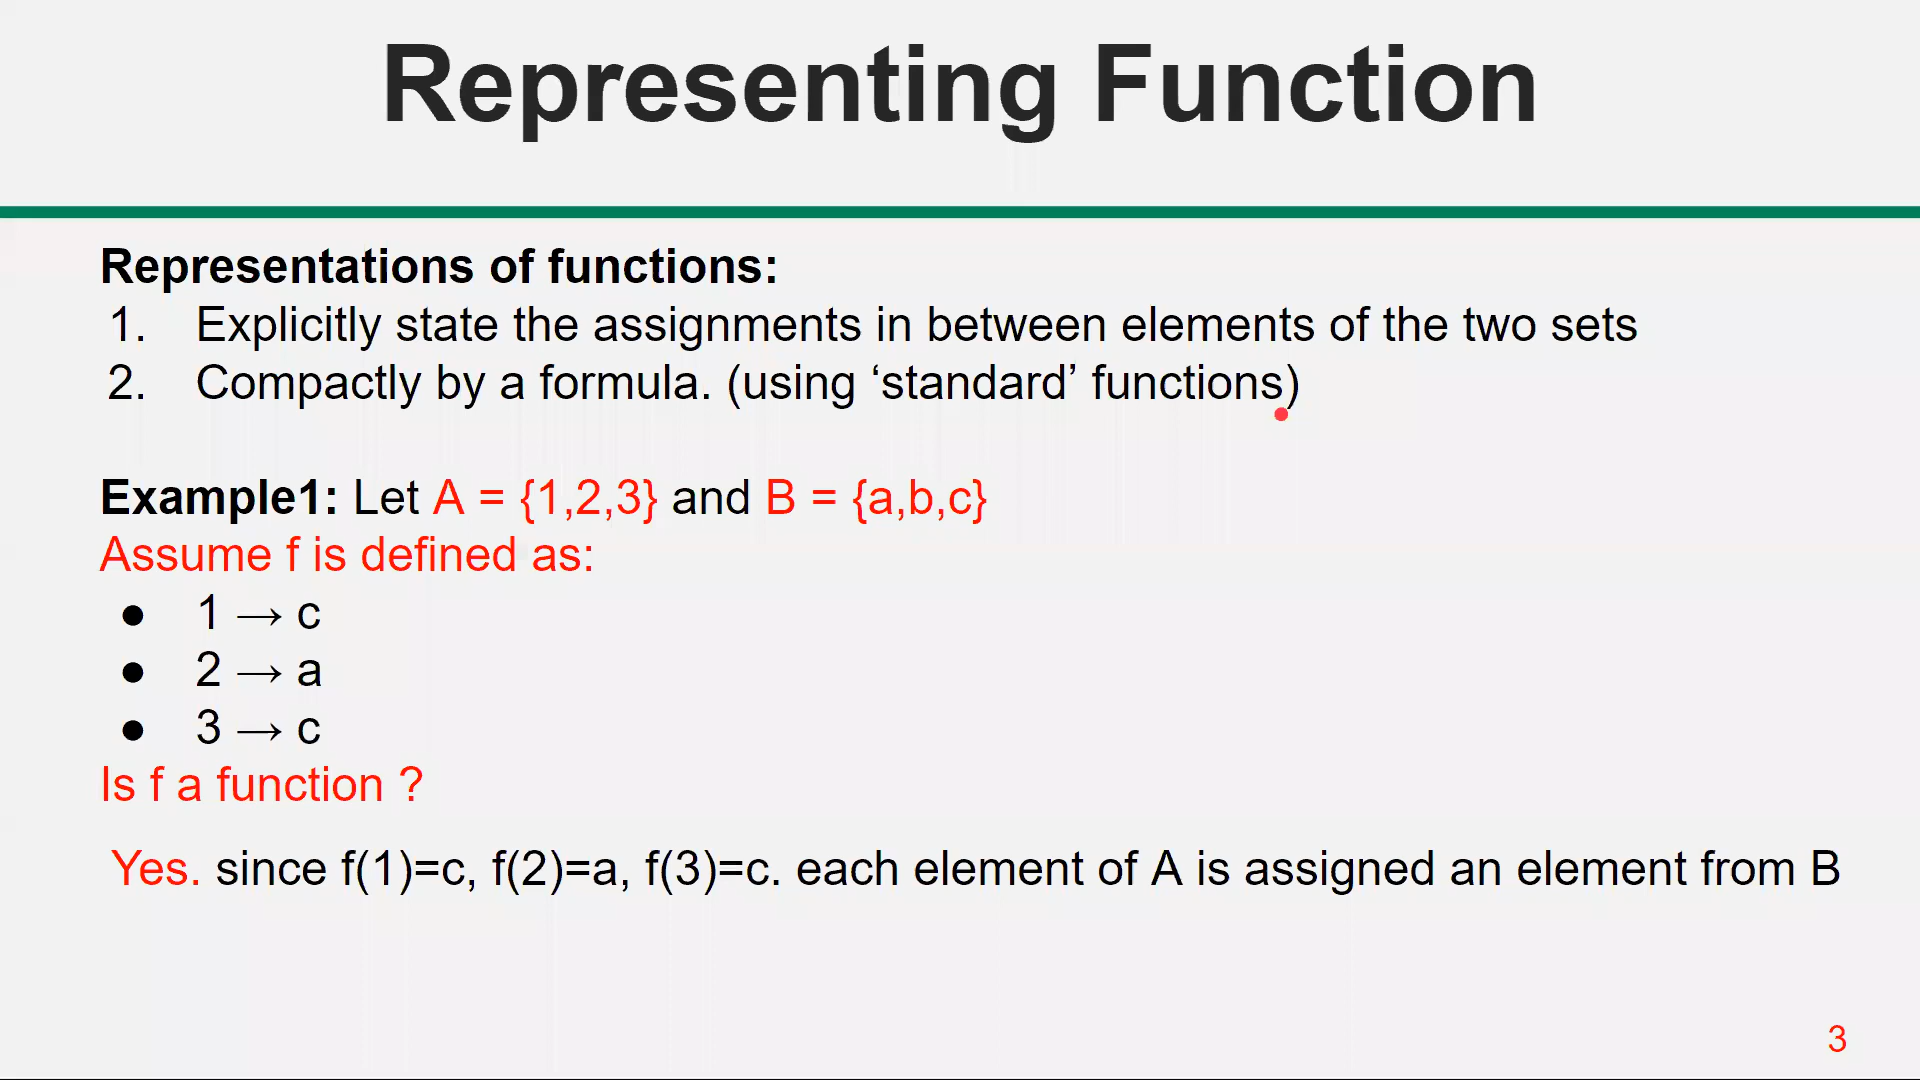 Representing Function
Representations of functions:
1. Explicitly state the assignments in between elements of the two sets
2. Compactly by a formula. (using ‘standard’ functions)
Example1: Let A = {1,2,3} and B = {a,b,c}
Assume f is defined as:
● 1 → c
● 2 → a
● 3 → c
Is f a function ?
Yes. since f(1)=c, f(2)=a, f(3)=c. each element of A is assigned an element from B
3